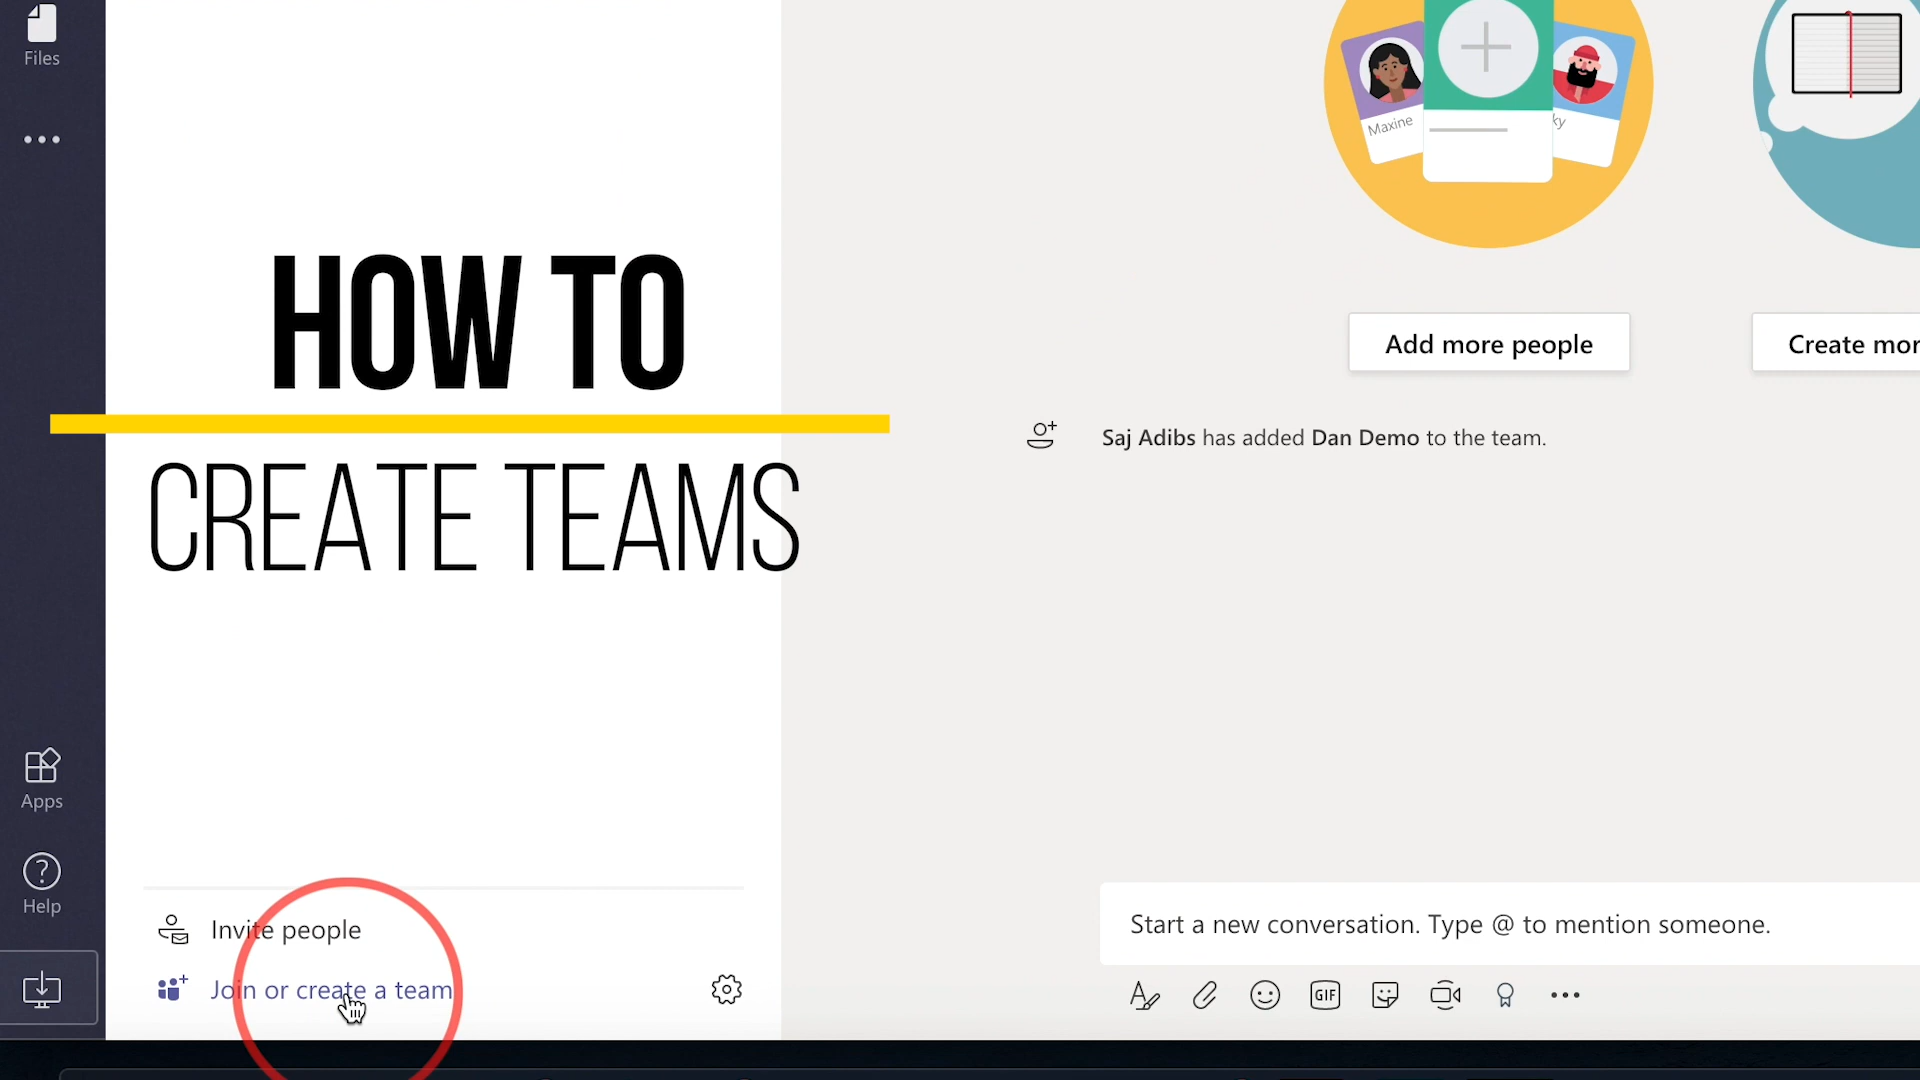 Files
Maxine
ky
HOW TO
CREATE TEAMS
Add more people
Create mor
Saj Adibs has added Dan Demo to the team.
Apps
Help
Invite people
Join or create a team
Start a new conversation. Type @ to mention someone.
GIF